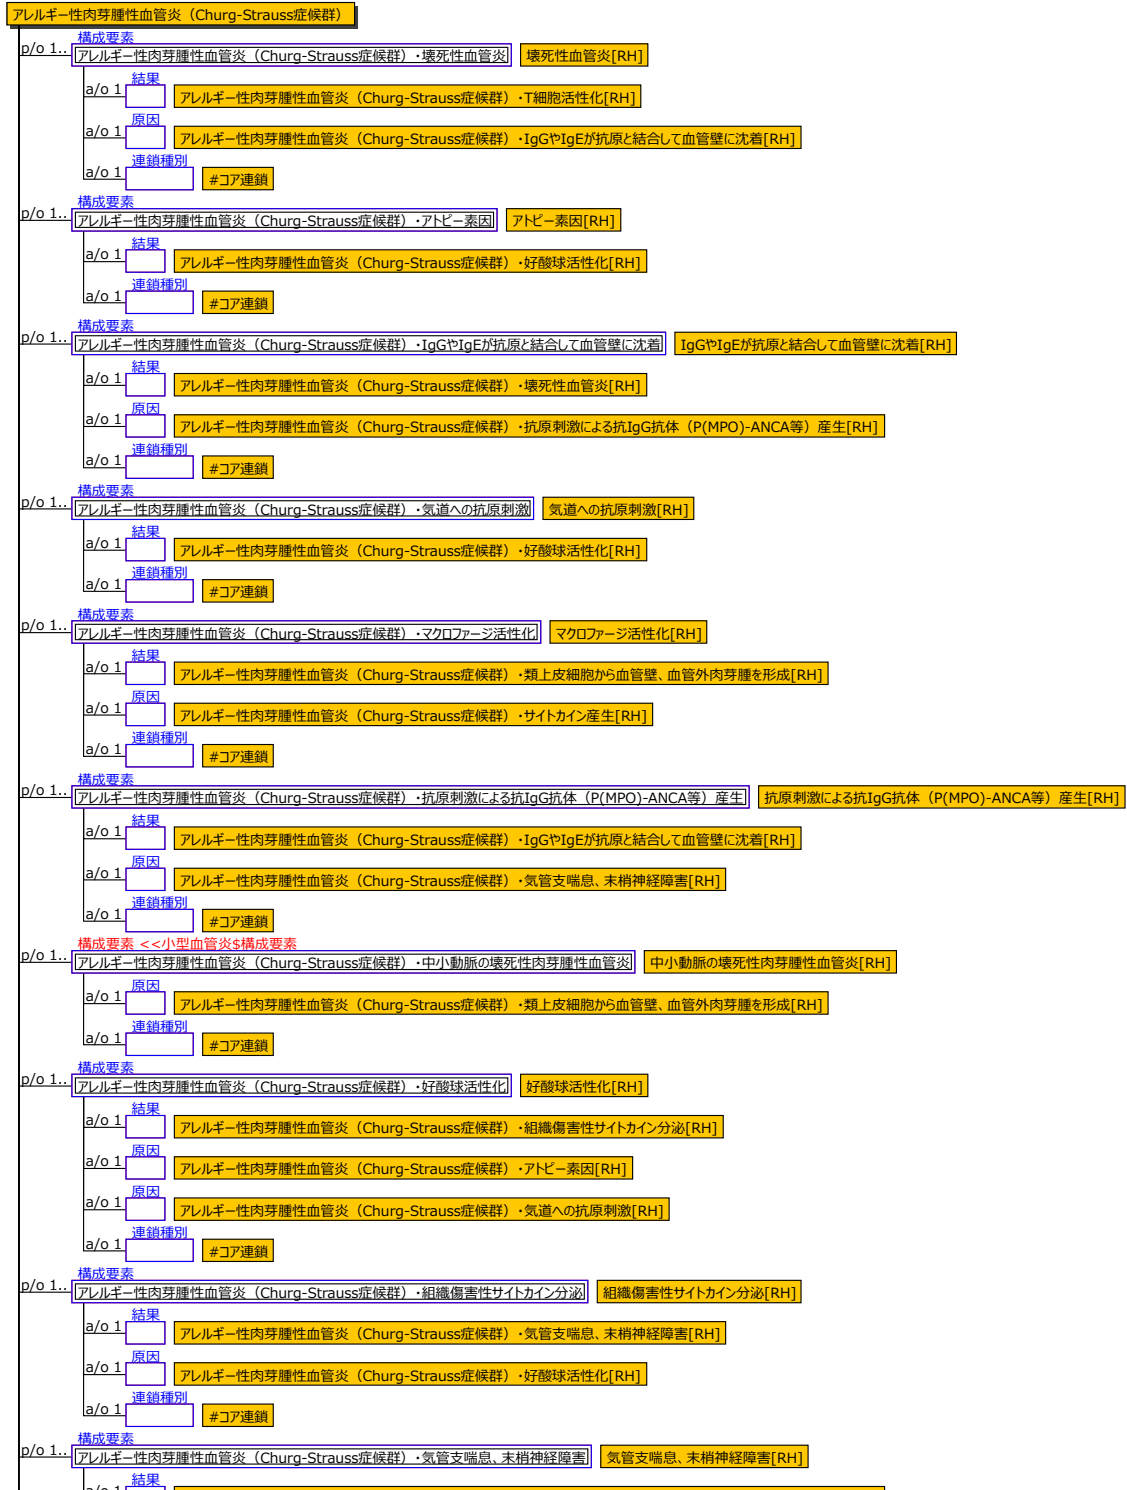 アレルギー性肉芽腫性血管炎（Churg-Strauss症候群）
構成要素
p/o 1.. アレルギー性肉芽腫性血管炎（Churg-Strauss症候群）・壊死性血管炎 壊死性血管炎[RH]
結果
a/o 1 アレルギー性肉芽腫性血管炎（Churg-Strauss症候群）・T細胞活性化[RH]
原因
a/o 1 アレルギー性肉芽腫性血管炎（Churg-Strauss症候群）・IgGやIgEが抗原と結合して血管壁に沈着[RH]
連鎖種別
a/o 1 #コア連鎖
構成要素
p/o 1.. アレルギー性肉芽腫性血管炎（Churg-Strauss症候群）・アトピー素因 アトピー素因[RH]
結果
a/o 1 アレルギー性肉芽腫性血管炎（Churg-Strauss症候群）・好酸球活性化[RH]
連鎖種別
a/o 1 #コア連鎖
構成要素
p/o 1.. アレルギー性肉芽腫性血管炎（Churg-Strauss症候群）・IgGやIgEが抗原と結合して血管壁に沈着 IgGやIgEが抗原と結合して血管壁に沈着[RH]
結果
a/o 1 アレルギー性肉芽腫性血管炎（Churg-Strauss症候群）・壊死性血管炎[RH]
原因
a/o 1 アレルギー性肉芽腫性血管炎（Churg-Strauss症候群）・抗原刺激による抗IgG抗体（P(MPO)-ANCA等）産生[RH]
連鎖種別
a/o 1 #コア連鎖
構成要素
p/o 1.. アレルギー性肉芽腫性血管炎（Churg-Strauss症候群）・気道への抗原刺激 気道への抗原刺激[RH]
結果
a/o 1 アレルギー性肉芽腫性血管炎（Churg-Strauss症候群）・好酸球活性化[RH]
連鎖種別
a/o 1 #コア連鎖
構成要素
p/o 1.. アレルギー性肉芽腫性血管炎（Churg-Strauss症候群）・マクロファージ活性化 マクロファージ活性化[RH]
結果
a/o 1 アレルギー性肉芽腫性血管炎（Churg-Strauss症候群）・類上皮細胞から血管壁、血管外肉芽腫を形成[RH]
原因
a/o 1 アレルギー性肉芽腫性血管炎（Churg-Strauss症候群）・サイトカイン産生[RH]
連鎖種別
a/o 1 #コア連鎖
構成要素
p/o 1.. アレルギー性肉芽腫性血管炎（Churg-Strauss症候群）・抗原刺激による抗IgG抗体（P(MPO)-ANCA等）産生 抗原刺激による抗IgG抗体（P(MPO)-ANCA等）産生[RH]
結果
a/o 1 アレルギー性肉芽腫性血管炎（Churg-Strauss症候群）・IgGやIgEが抗原と結合して血管壁に沈着[RH]
原因
a/o 1 アレルギー性肉芽腫性血管炎（Churg-Strauss症候群）・気管支喘息、末梢神経障害[RH]
連鎖種別
a/o 1 #コア連鎖
構成要素 <<小型血管炎$構成要素
p/o 1.. アレルギー性肉芽腫性血管炎（Churg-Strauss症候群）・中小動脈の壊死性肉芽腫性血管炎 中小動脈の壊死性肉芽腫性血管炎[RH]
原因
a/o 1 アレルギー性肉芽腫性血管炎（Churg-Strauss症候群）・類上皮細胞から血管壁、血管外肉芽腫を形成[RH]
連鎖種別
a/o 1 #コア連鎖
構成要素
p/o 1.. アレルギー性肉芽腫性血管炎（Churg-Strauss症候群）・好酸球活性化 好酸球活性化[RH]
結果
a/o 1 アレルギー性肉芽腫性血管炎（Churg-Strauss症候群）・組織傷害性サイトカイン分泌[RH]
原因
a/o 1 アレルギー性肉芽腫性血管炎（Churg-Strauss症候群）・アトピー素因[RH]
原因
a/o 1 アレルギー性肉芽腫性血管炎（Churg-Strauss症候群）・気道への抗原刺激[RH]
連鎖種別
a/o 1 #コア連鎖
構成要素
p/o 1.. アレルギー性肉芽腫性血管炎（Churg-Strauss症候群）・組織傷害性サイトカイン分泌 組織傷害性サイトカイン分泌[RH]
結果
a/o 1 アレルギー性肉芽腫性血管炎（Churg-Strauss症候群）・気管支喘息、末梢神経障害[RH]
原因
a/o 1 アレルギー性肉芽腫性血管炎（Churg-Strauss症候群）・好酸球活性化[RH]
連鎖種別
a/o 1 #コア連鎖
構成要素
p/o 1.. アレルギー性肉芽腫性血管炎（Churg-Strauss症候群）・気管支喘息、末梢神経障害 気管支喘息、末梢神経障害[RH]
結果